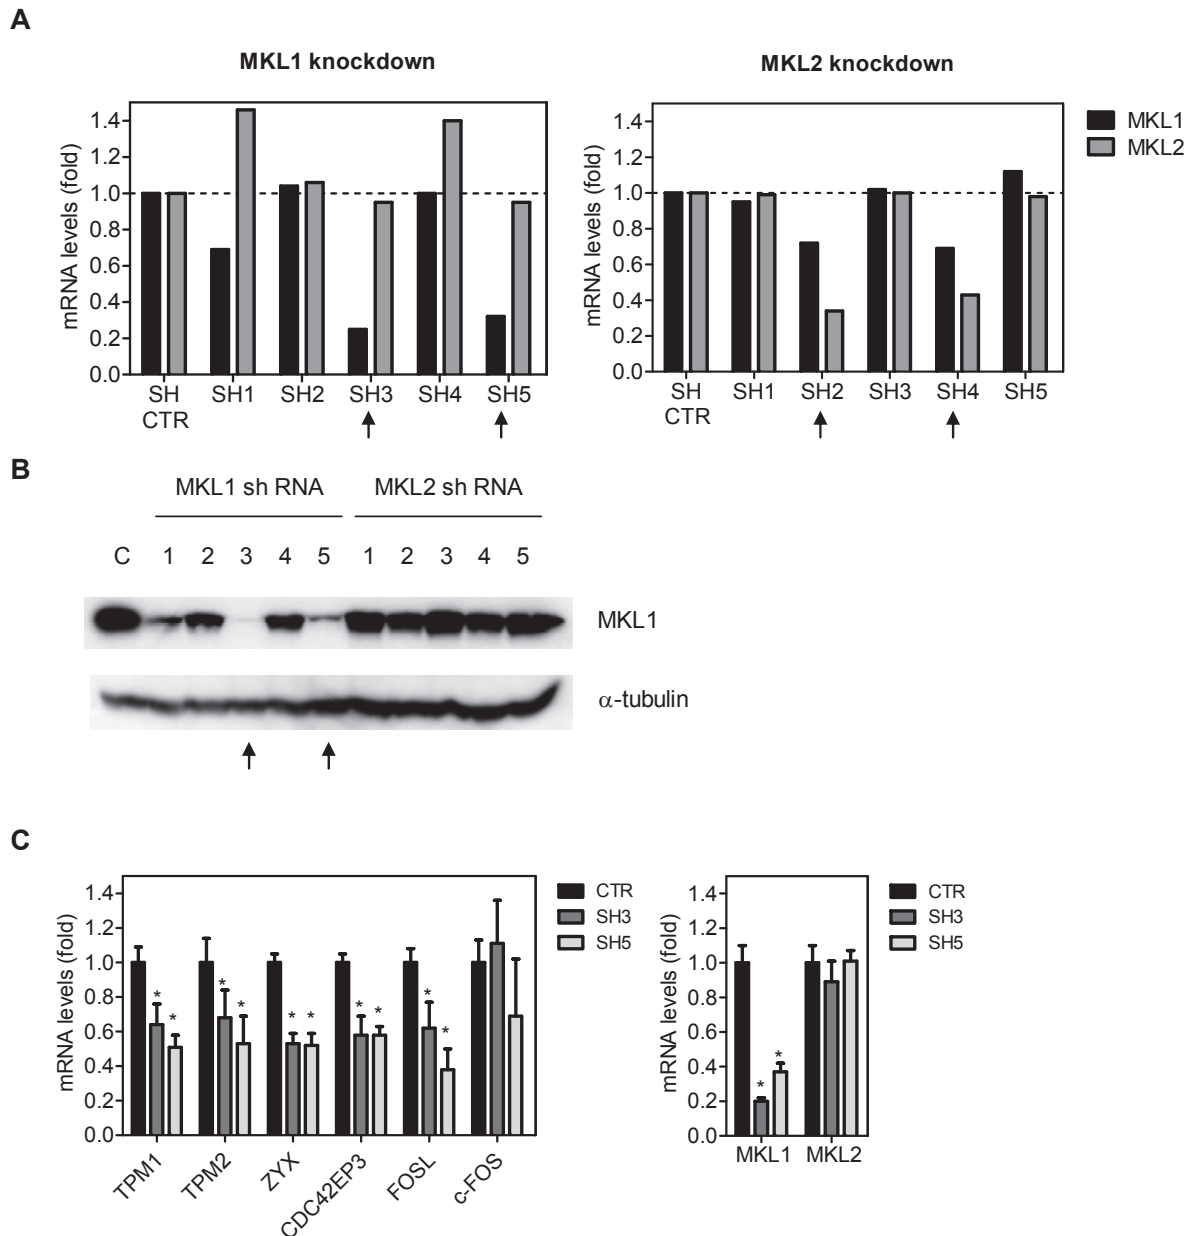 A
MKL1 knockdown
mRNA levels (fold)
1.4
1.2
1.0
0.8
0.6
0.4
0.2
0.0
SH CTR SH1 SH2 SH3 SH4 SH5
MKL2 knockdown
mRNA levels (fold)
1.4
1.2
1.0
0.8
0.6
0.4
0.2
0.0
SH CTR SH1 SH2 SH3 SH4 SH5
MKL1
MKL2
B
MKL1 sh RNA MKL2 sh RNA
C 1 2 3 4 5 1 2 3 4 5
MKL1
α-tubulin
C
mRNA levels (fold)
1.4
1.2
1.0
0.8
0.6
0.4
0.2
0.0
* * * * * * * * * *
TPM1 TPM2 ZYX CDC42EP3 FOSL c-FOS
CTR
SH3
SH5
mRNA levels (fold)
1.4
1.2
1.0
0.8
0.6
0.4
0.2
0.0
* *
MKL1 MKL2
CTR
SH3
SH5